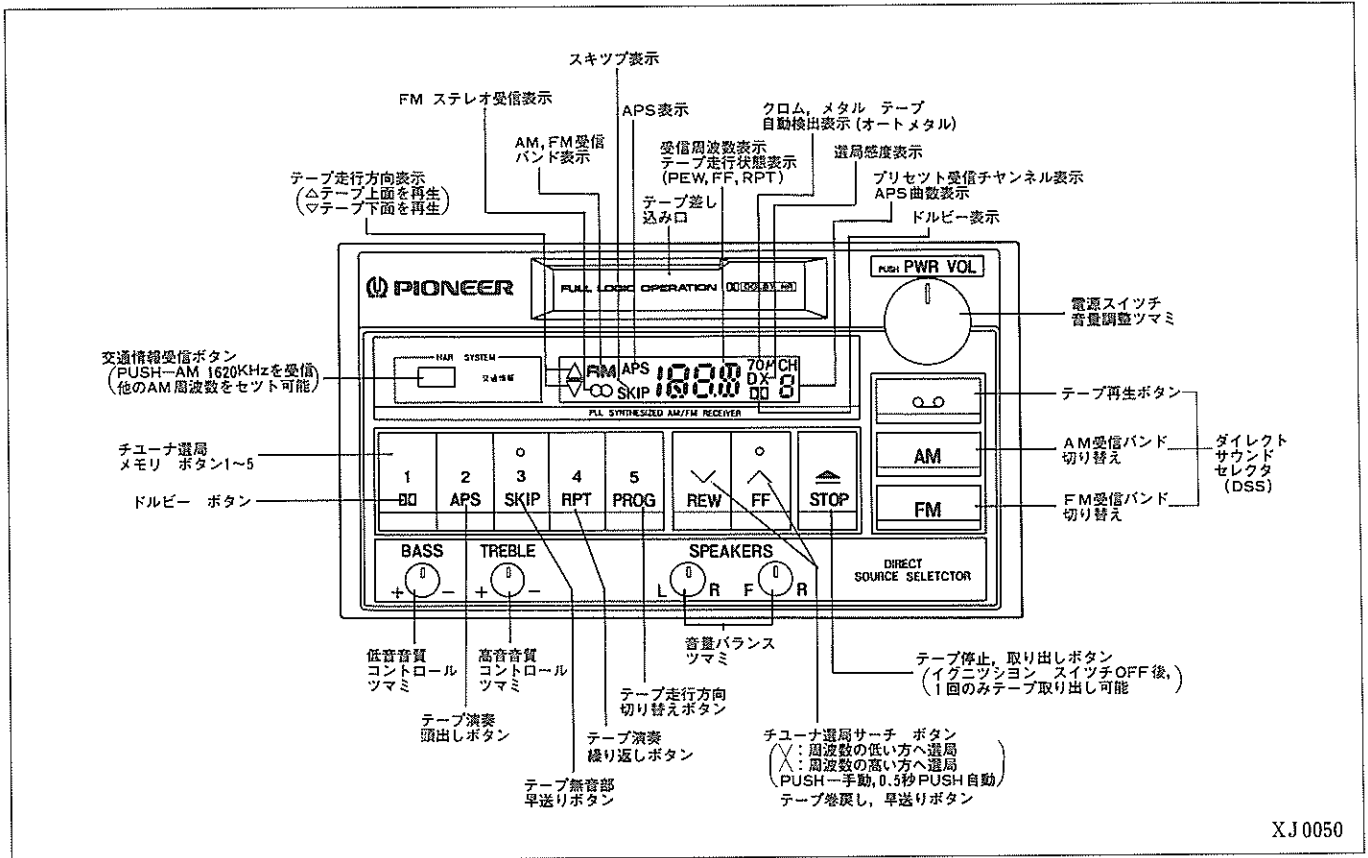 スキツプ表示
FM ステレオ受信表示
APS表示
クロム，メタル テープ
自動検出表示 (オートメタル)
AM, FM受信
バンド表示
受信周波数表示
テープ走行状態表示
(PEW, FF, RPT)
選局感度表示
テープ走行方向表示
(△テープ上面を再生
▽テープ下面を再生)
プリセツト受信チヤンネル表示
APS曲数表示
テープ差し
込み口
ドルビー表示
PIONEER
FULL LOGIC OPERATION DOLBY NR
PUSH PWR VOL
電源スイツチ
音量調整ツマミ
交通情報受信ボタン
(PUSH―AM 1620KHzを受信
他のAM周波数をセツト可能)
HAR SYSTEM
交通情報
APS
SKIP
188.8
DX
CH
8
PLL SYNTHESIZED AM/FM RECEIVER
テープ再生ボタン
AM
AM受信バンド
切り替え
FM
FM受信バンド
切り替え
ダイレクト
サウンド
セレクタ
(DSS)
チユーナ選局
メモリ ボタン1～5
ドルビー ボタン
1 2 3 4 5
APS SKIP RPT PROG REW FF STOP
BASS TREBLE SPEAKERS
+ − + − L R F R
DIRECT
SOURCE SELETCTOR
低音音質
コントロール
ツマミ
高音音質
コントロール
ツマミ
音量バランス
ツマミ
テープ停止，取り出しボタン
(イグニツシヨン スイツチOFF後，
1回のみテープ取り出し可能)
テープ演奏
頭出しボタン
テープ走行方向
切り替えボタン
テープ演奏
繰り返しボタン
テープ無音部
早送りボタン
チユーナ選局サーチ ボタン
(∨：周波数の低い方へ選局
∧：周波数の高い方へ選局
PUSH―手動，0.5秒PUSH自動)
テープ巻戻し，早送りボタン
XJ0050